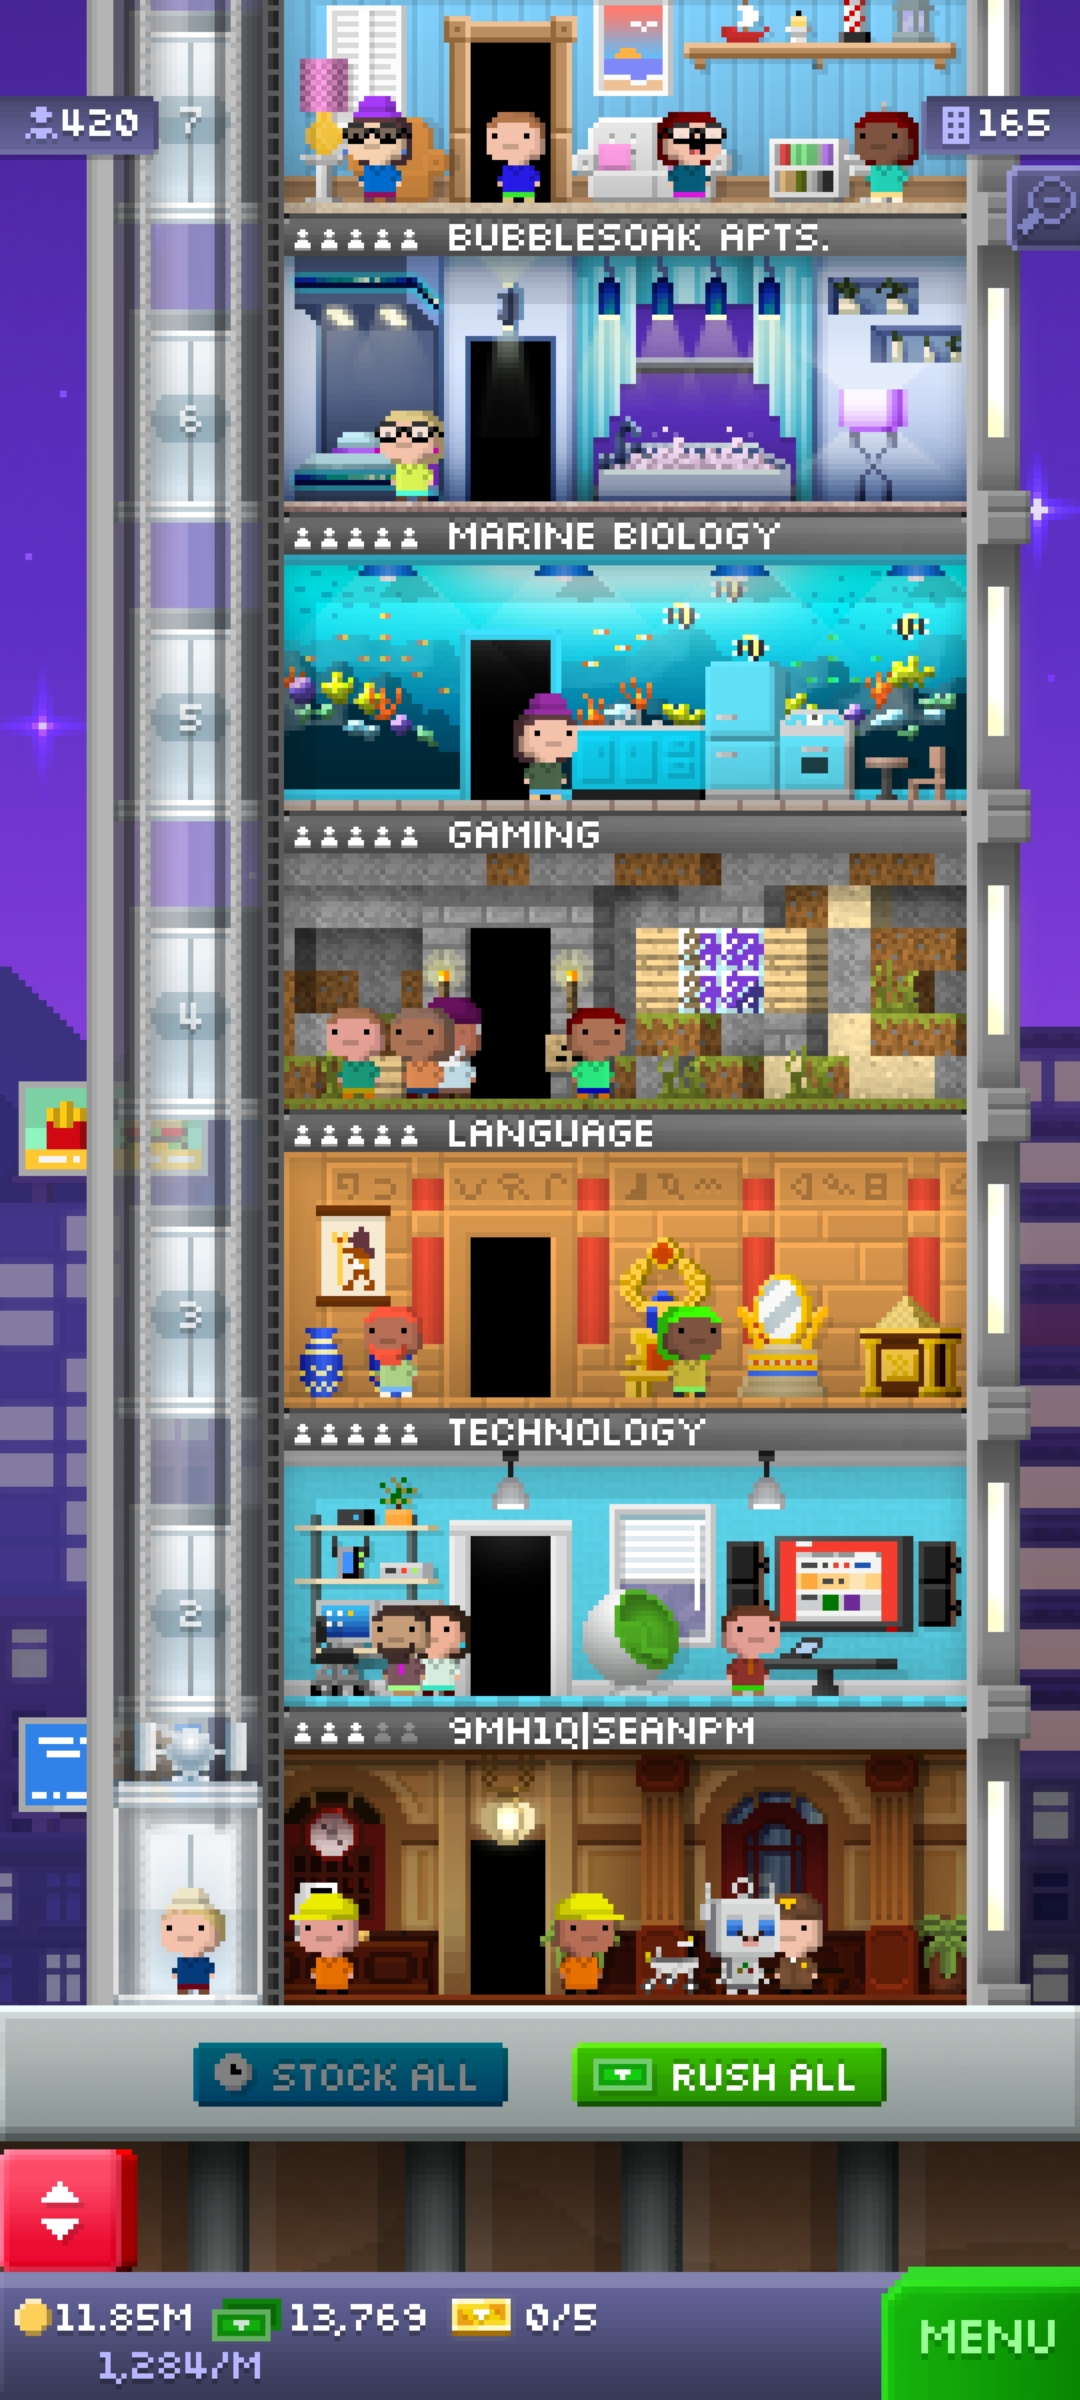 420
7
165
BUBBLESOAK APTS.
6
MARINE BIOLOGY
5
GAMING
4
LANGUAGE
3
TECHNOLOGY
2
9MH1Q|SEANPM
STOCK ALL
RUSH ALL
11.85M
13,769
0/5
1,284/M
MENU